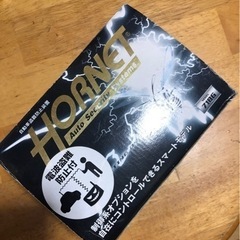 自動車盗難防止装置
HORNET
Auto Security Systems
電波盗難
防止付
制御系オプションを
自在にコントロールできるスマートモデル